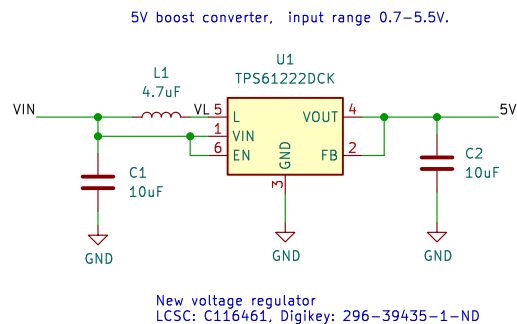 5V boost converter, input range 0.7-5.5V.
U1
TPS61222DCK
L1
4.7uF
VIN
VL
5
L
VOUT
4
5V
1
VIN
6
EN
GND
FB
2
3
C1
10uF
C2
10uF
GND
GND
GND
New voltage regulator
LCSC: C116461, Digikey: 296-39435-1-ND